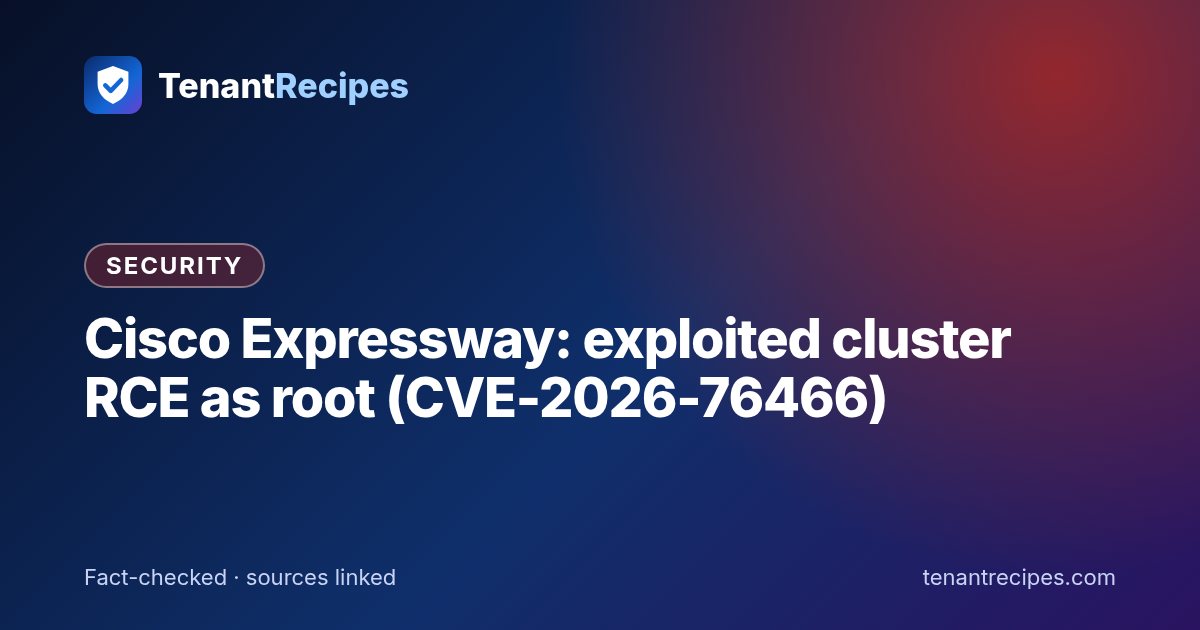 TenantRecipes
SECURITY
Cisco Expressway: exploited cluster
RCE as root (CVE-2026-76466)
Fact-checked · sources linked
tenantrecipes.com